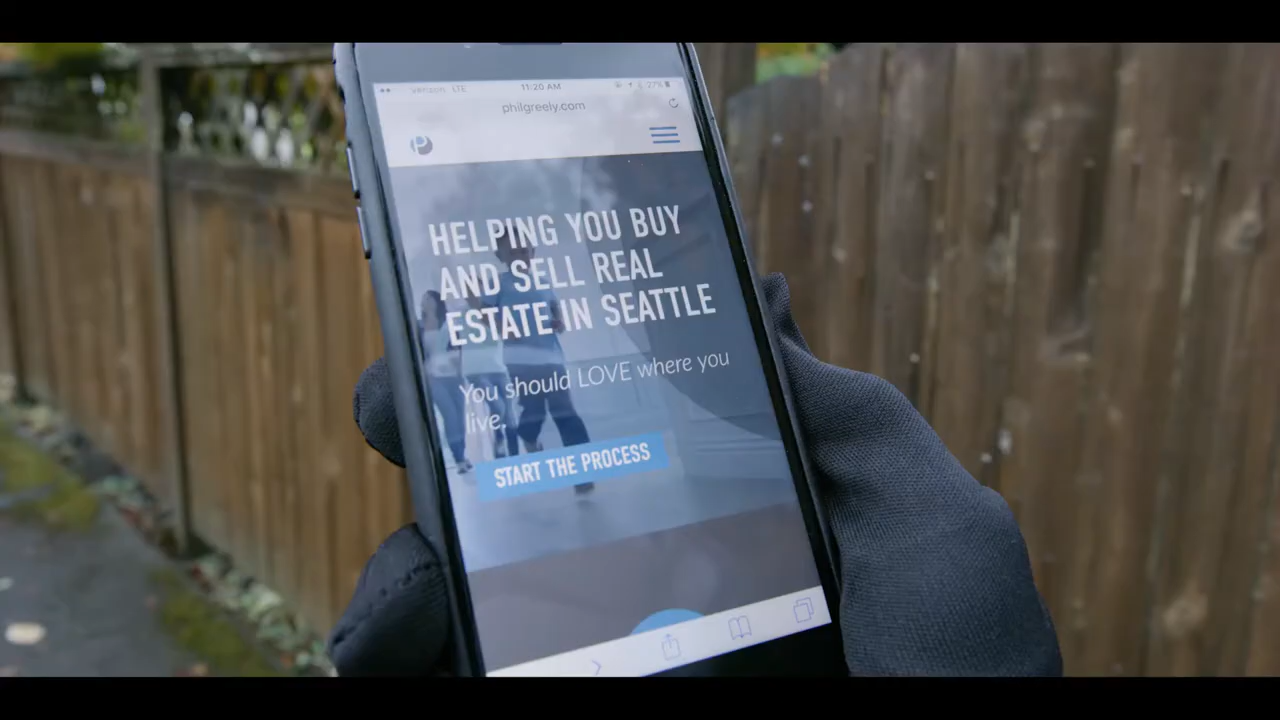 verizon LTE 11:20 AM 27%
philgreely.com
HELPING YOU BUY
AND SELL REAL
ESTATE IN SEATTLE
You should LOVE where you
live.
START THE PROCESS